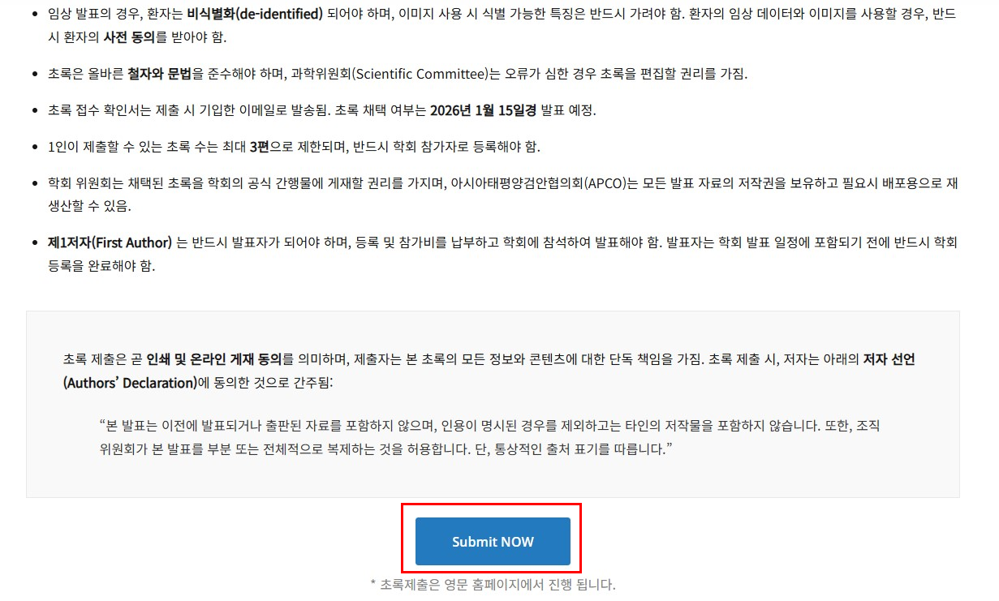 임상 발표의 경우, 환자는 비식별화(de-identified) 되어야 하며, 이미지 사용 시 식별 가능한 특징은 반드시 가려야 함. 환자의 임상 데이터와 이미지를 사용할 경우, 반드
시 환자의 사전 동의를 받아야 함.
초록은 올바른 철자와 문법을 준수해야 하며, 과학위원회(Scientific Committee)는 오류가 심한 경우 초록을 편집할 권리를 가짐.
초록 접수 확인서는 제출 시 기입한 이메일로 발송됨. 초록 채택 여부는 2026년 1월 15일경 발표 예정.
1인이 제출할 수 있는 초록 수는 최대 3편으로 제한되며, 반드시 학회 참가자로 등록해야 함.
학회 위원회는 채택된 초록을 학회의 공식 간행물에 게재할 권리를 가지며, 아시아태평양검안협의회(APCO)는 모든 발표 자료의 저작권을 보유하고 필요시 배포용으로 재
생산할 수 있음.
제1저자(First Author) 는 반드시 발표자가 되어야 하며, 등록 및 참가비를 납부하고 학회에 참석하여 발표해야 함. 발표자는 학회 발표 일정에 포함되기 전에 반드시 학회
등록을 완료해야 함.
초록 제출은 곧 인쇄 및 온라인 게재 동의를 의미하며, 제출자는 본 초록의 모든 정보와 콘텐츠에 대한 단독 책임을 가짐. 초록 제출 시, 저자는 아래의 저자 선언
(Authors’ Declaration)에 동의한 것으로 간주됨:
“본 발표는 이전에 발표되거나 출판된 자료를 포함하지 않으며, 인용이 명시된 경우를 제외하고는 타인의 저작물을 포함하지 않습니다. 또한, 조직
위원회가 본 발표를 부분 또는 전체적으로 복제하는 것을 허용합니다. 단, 통상적인 출처 표기를 따릅니다.”
Submit NOW
* 초록제출은 영문 홈페이지에서 진행 됩니다.